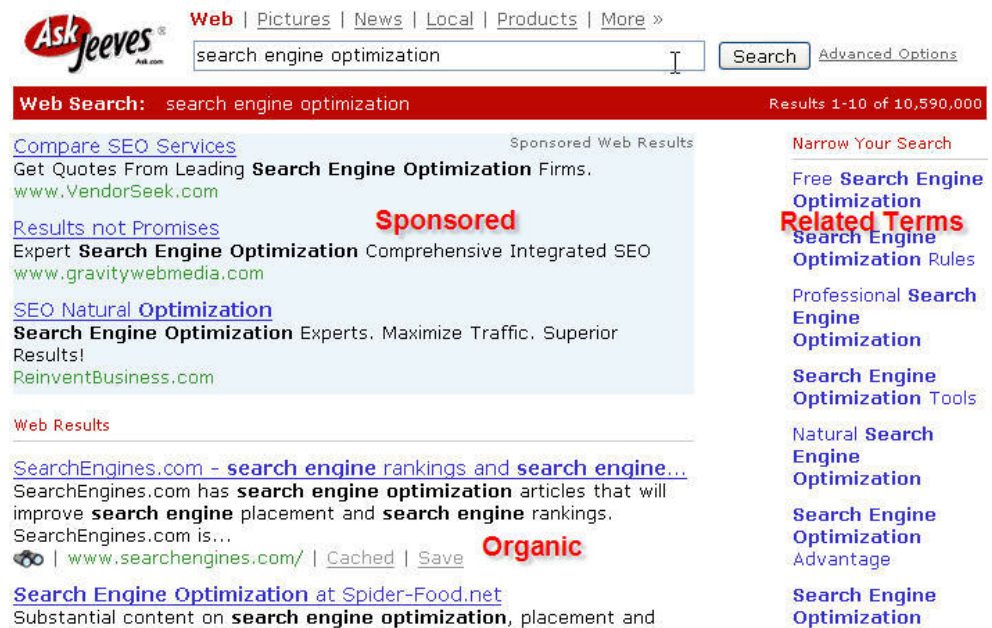 Ask Jeeves ®
Ask.com
Web | Pictures | News | Local | Products | More »
search engine optimization
Search
Advanced Options
Web Search: search engine optimization
Results 1-10 of 10,590,000
Compare SEO Services
Sponsored Web Results
Get Quotes From Leading Search Engine Optimization Firms.
www.VendorSeek.com
Results not Promises
Sponsored
Expert Search Engine Optimization Comprehensive Integrated SEO
www.gravitywebmedia.com
SEO Natural Optimization
Search Engine Optimization Experts. Maximize Traffic. Superior
Results!
ReinventBusiness.com
Web Results
SearchEngines.com - search engine rankings and search engine...
SearchEngines.com has search engine optimization articles that will
improve search engine placement and search engine rankings.
SearchEngines.com is...
Organic
| www.searchengines.com/ | Cached | Save
Search Engine Optimization at Spider-Food.net
Substantial content on search engine optimization, placement and
Narrow Your Search
Free Search Engine
Optimization
Related Terms
Search Engine
Optimization Rules
Professional Search
Engine
Optimization
Search Engine
Optimization Tools
Natural Search
Engine
Optimization
Search Engine
Optimization
Advantage
Search Engine
Optimization